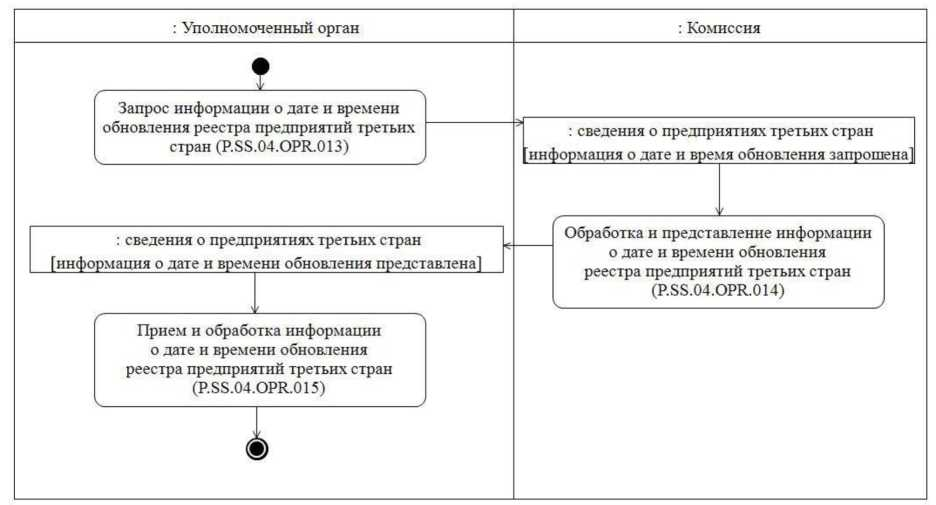 : Уполномоченный орган
: Комиссия
Запрос информации о дате и времени
обновления реестра предприятий третьих
стран (P.SS.04.OPR.013)
: сведения о предприятиях третьих стран
[информация о дате и время обновления запрошена]
Обработка и представление информации
о дате и времени обновления
реестра предприятий третьих стран
(P.SS.04.OPR.014)
: сведения о предприятиях третьих стран
[информация о дате и времени обновления представлена]
Прием и обработка информации
о дате и времени обновления
реестра предприятий третьих стран
(P.SS.04.OPR.015)